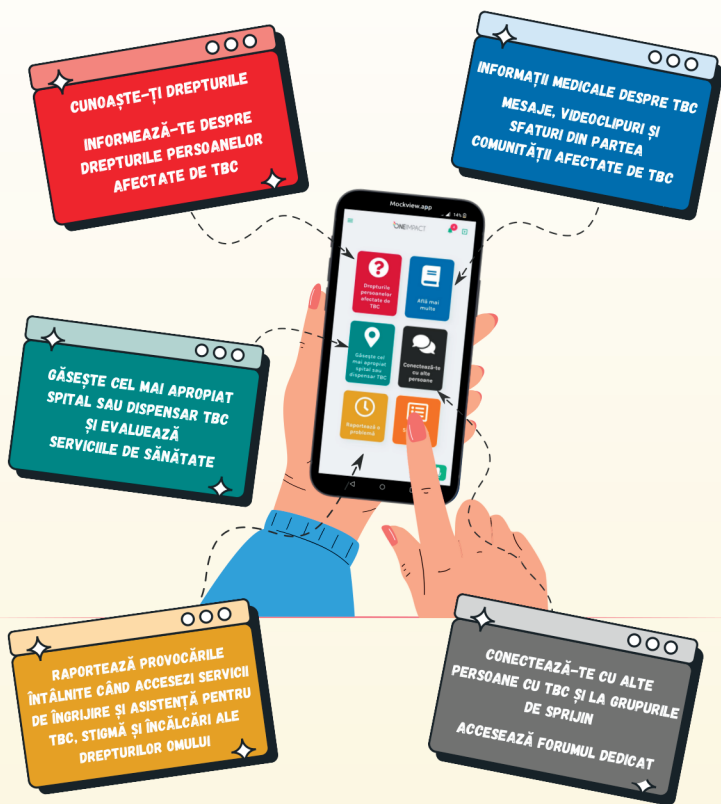 CUNOAȘTE-ȚI DREPTURILE
INFORMEAZĂ-TE DESPRE
DREPTURILE PERSOANELOR
AFECTATE DE TBC
INFORMAȚII MEDICALE DESPRE TBC
MESAJE, VIDEOCLIPURI ȘI
SFATURI DIN PARTEA
COMUNITĂȚII AFECTATE DE TBC
Mockview.app
14%
ONEIMPACT
Drepturile
persoanelor
afectate de
TBC
Află mai
multe
Găsește cel
mai apropiat
spital sau
dispensar TBC
Conectează-te
cu alte
persoane
Raportează o
problemă
GĂSEȘTE CEL MAI APROPIAT
SPITAL SAU DISPENSAR TBC
ȘI EVALUEAZĂ
SERVICIILE DE SĂNĂTATE
RAPORTEAZĂ PROVOCĂRILE
ÎNTÂLNITE CÂND ACCESEZI SERVICII
DE ÎNGRIJIRE ȘI ASISTENȚĂ PENTRU
TBC, STIGMĂ ȘI ÎNCĂLCĂRI ALE
DREPTURILOR OMULUI
CONECTEAZĂ-TE CU ALTE
PERSOANE CU TBC ȘI LA GRUPURILE
DE SPRIJIN
ACCESEAZĂ FORUMUL DEDICAT